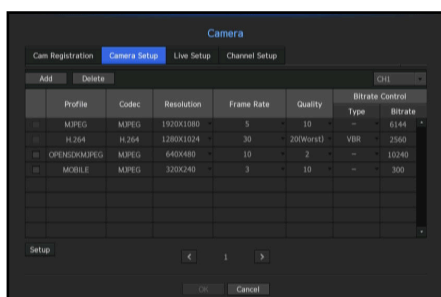 Camera
Cam Registration Camera Setup Live Setup Channel Setup
Add Delete CH1
Profile Codec Resolution Frame Rate Quality Bitrate Control
Type Bitrate
MJPEG MJPEG 1920X1080 5 10 - 6144
H.264 H.264 1280X1024 30 20(Worst) VBR 2560
OPENSDKMJPEG MJPEG 640X480 10 2 - 10240
MOBILE MJPEG 320X240 3 10 - 300
Setup
< 1 >
OK Cancel